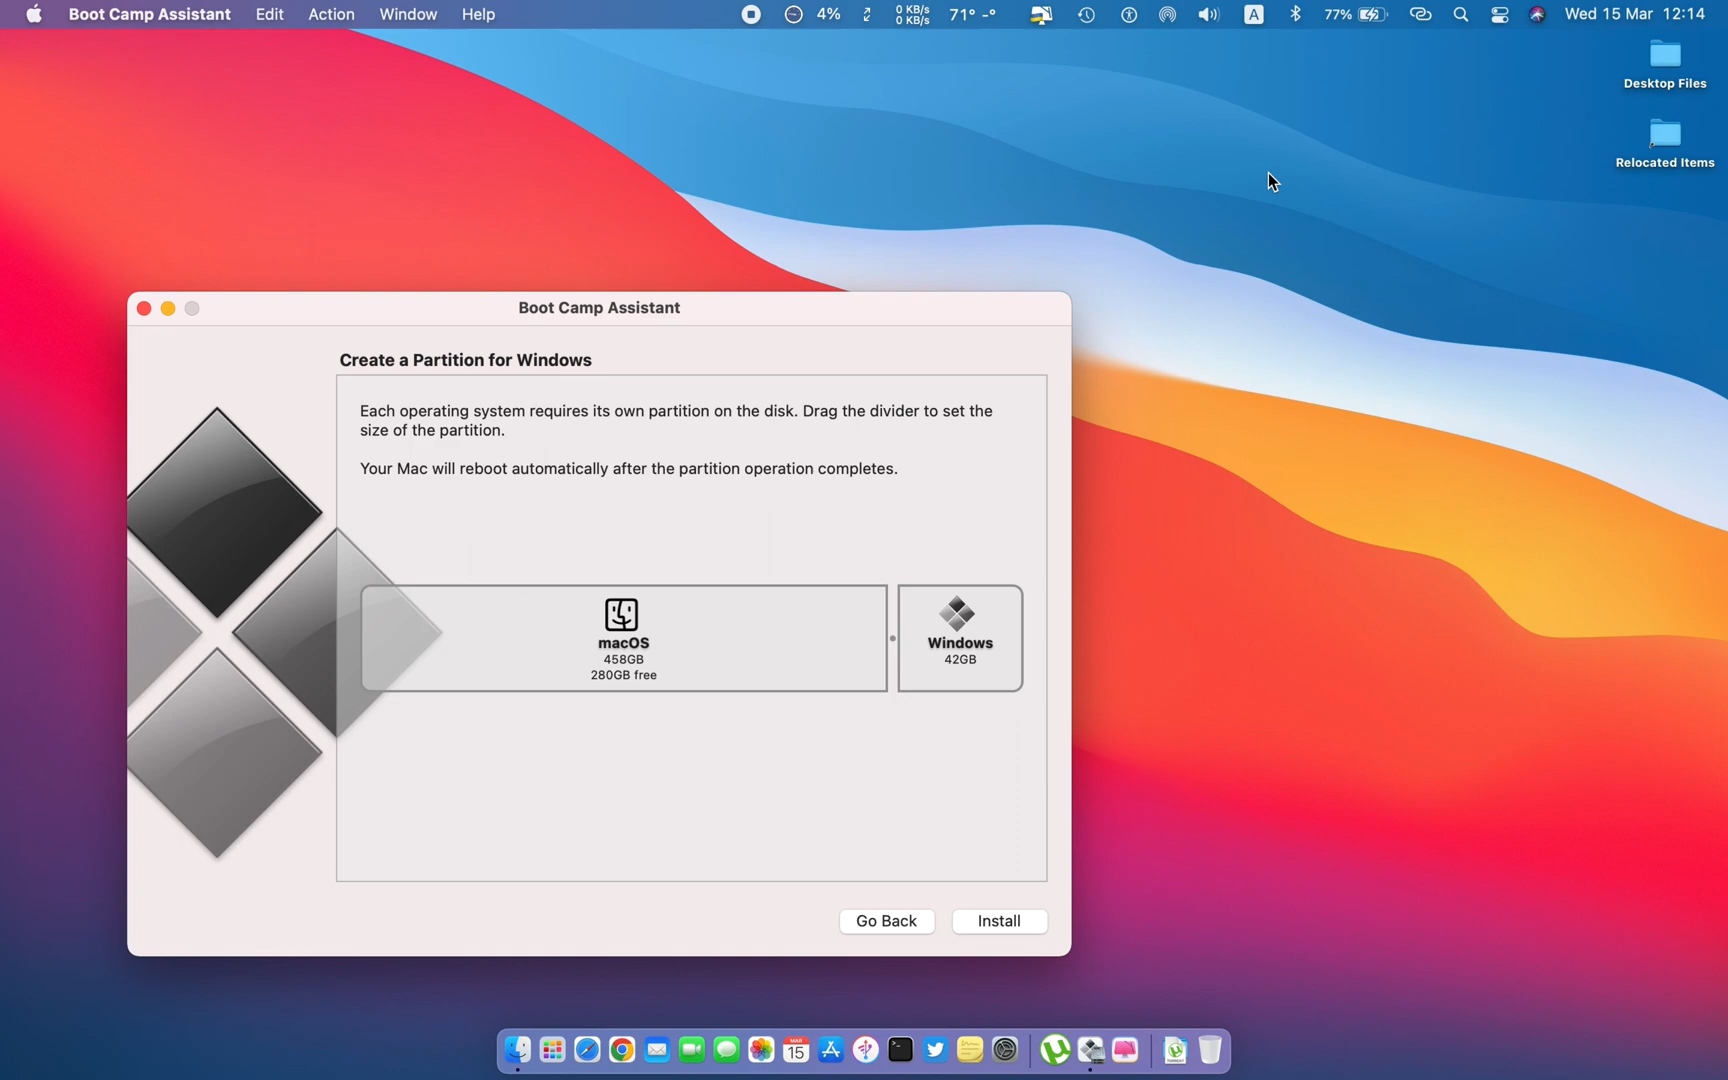 Boot Camp Assistant Edit Action Window Help 4% 0 KB/s 0 KB/s 71° -° A 77% Wed 15 Mar 12:14
Desktop Files
Relocated Items
Boot Camp Assistant
Create a Partition for Windows
Each operating system requires its own partition on the disk. Drag the divider to set the
size of the partition.
Your Mac will reboot automatically after the partition operation completes.
macOS
458GB
280GB free
Windows
42GB
Go Back
Install
MAR
15